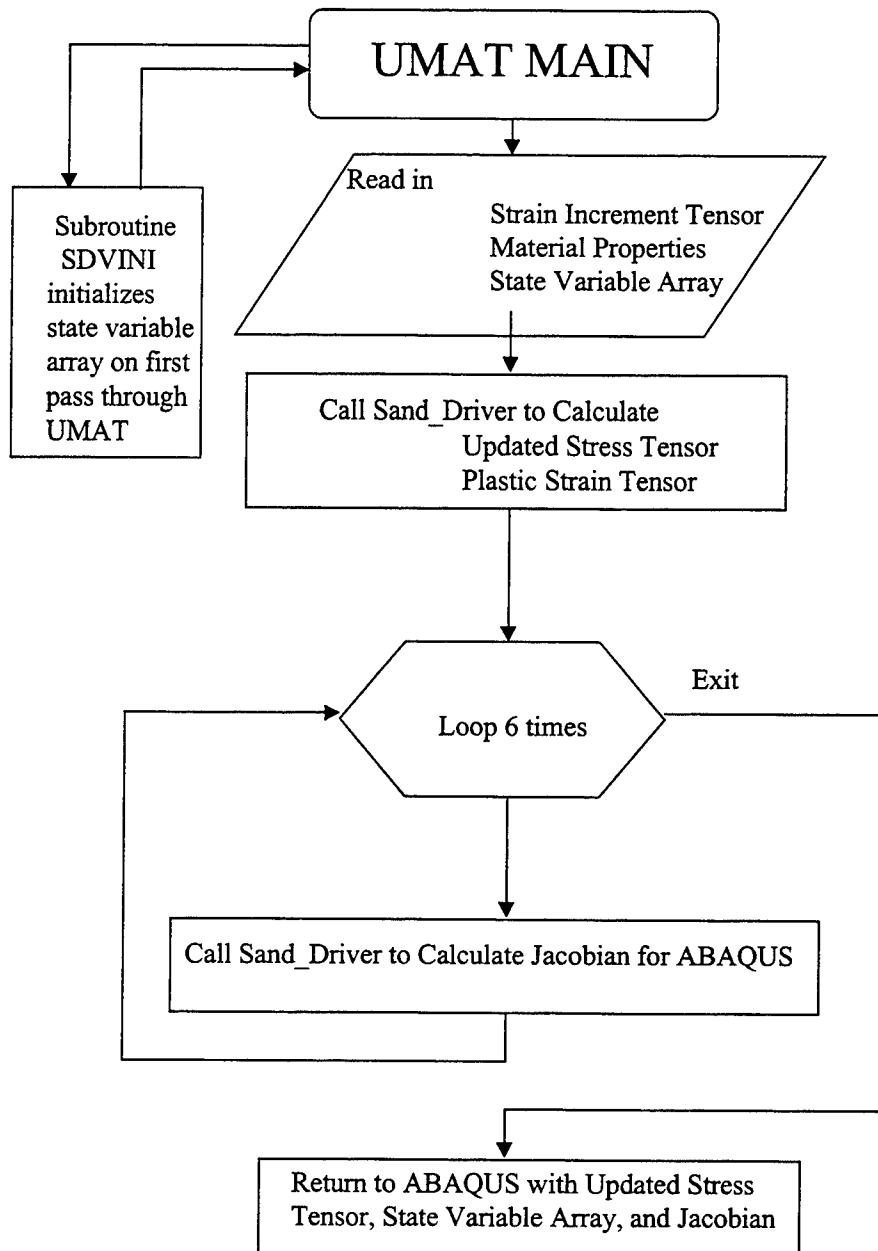 UMAT MAIN
Read in
Strain Increment Tensor
Material Properties
State Variable Array
Subroutine
SDVINI
initializes
state variable
array on first
pass through
UMAT
Call Sand_Driver to Calculate
Updated Stress Tensor
Plastic Strain Tensor
Exit
Loop 6 times
Call Sand_Driver to Calculate Jacobian for ABAQUS
Return to ABAQUS with Updated Stress
Tensor, State Variable Array, and Jacobian